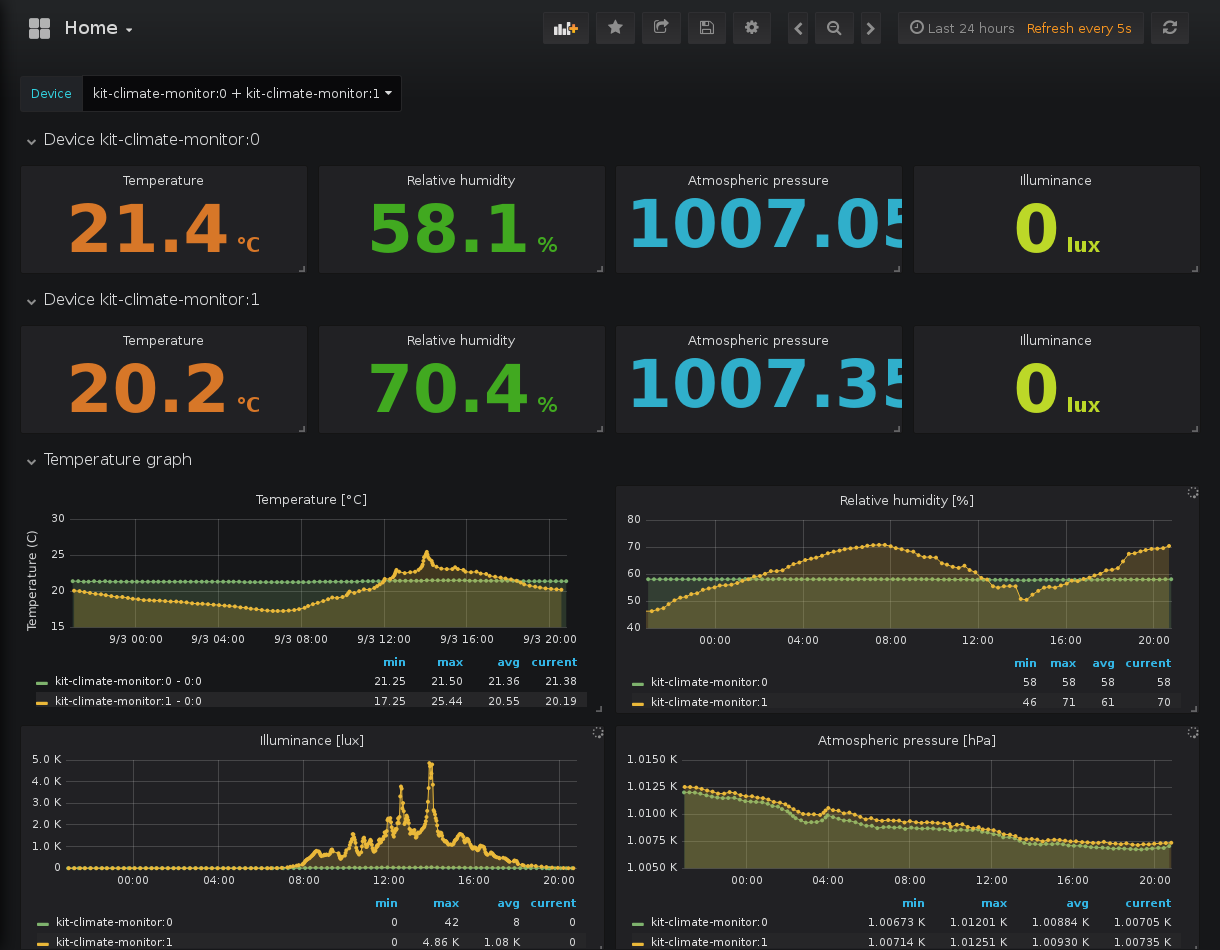 Home
Last 24 hours Refresh every 5s
Device kit-climate-monitor:0 + kit-climate-monitor:1
Device kit-climate-monitor:0
Temperature Relative humidity Atmospheric pressure Illuminance
21.4 °C 58.1 % 1007.05 0 lux
Device kit-climate-monitor:1
Temperature Relative humidity Atmospheric pressure Illuminance
20.2 °C 70.4 % 1007.35 0 lux
Temperature graph
Temperature [°C]
Temperature (C)
30
25
20
15
9/3 00:00 9/3 04:00 9/3 08:00 9/3 12:00 9/3 16:00 9/3 20:00
min max avg current
kit-climate-monitor:0 - 0:0 21.25 21.50 21.36 21.38
kit-climate-monitor:1 - 0:0 17.25 25.44 20.55 20.19
Relative humidity [%]
80
70
60
50
40
00:00 04:00 08:00 12:00 16:00 20:00
min max avg current
kit-climate-monitor:0 58 58 58 58
kit-climate-monitor:1 46 71 61 70
Illuminance [lux]
5.0 K
4.0 K
3.0 K
2.0 K
1.0 K
0
00:00 04:00 08:00 12:00 16:00 20:00
min max avg current
kit-climate-monitor:0 0 42 8 0
kit-climate-monitor:1 0 4.86 K 1.08 K 0
Atmospheric pressure [hPa]
1.0150 K
1.0125 K
1.0100 K
1.0075 K
1.0050 K
00:00 04:00 08:00 12:00 16:00 20:00
min max avg current
kit-climate-monitor:0 1.00673 K 1.01201 K 1.00884 K 1.00705 K
kit-climate-monitor:1 1.00714 K 1.01251 K 1.00930 K 1.00735 K